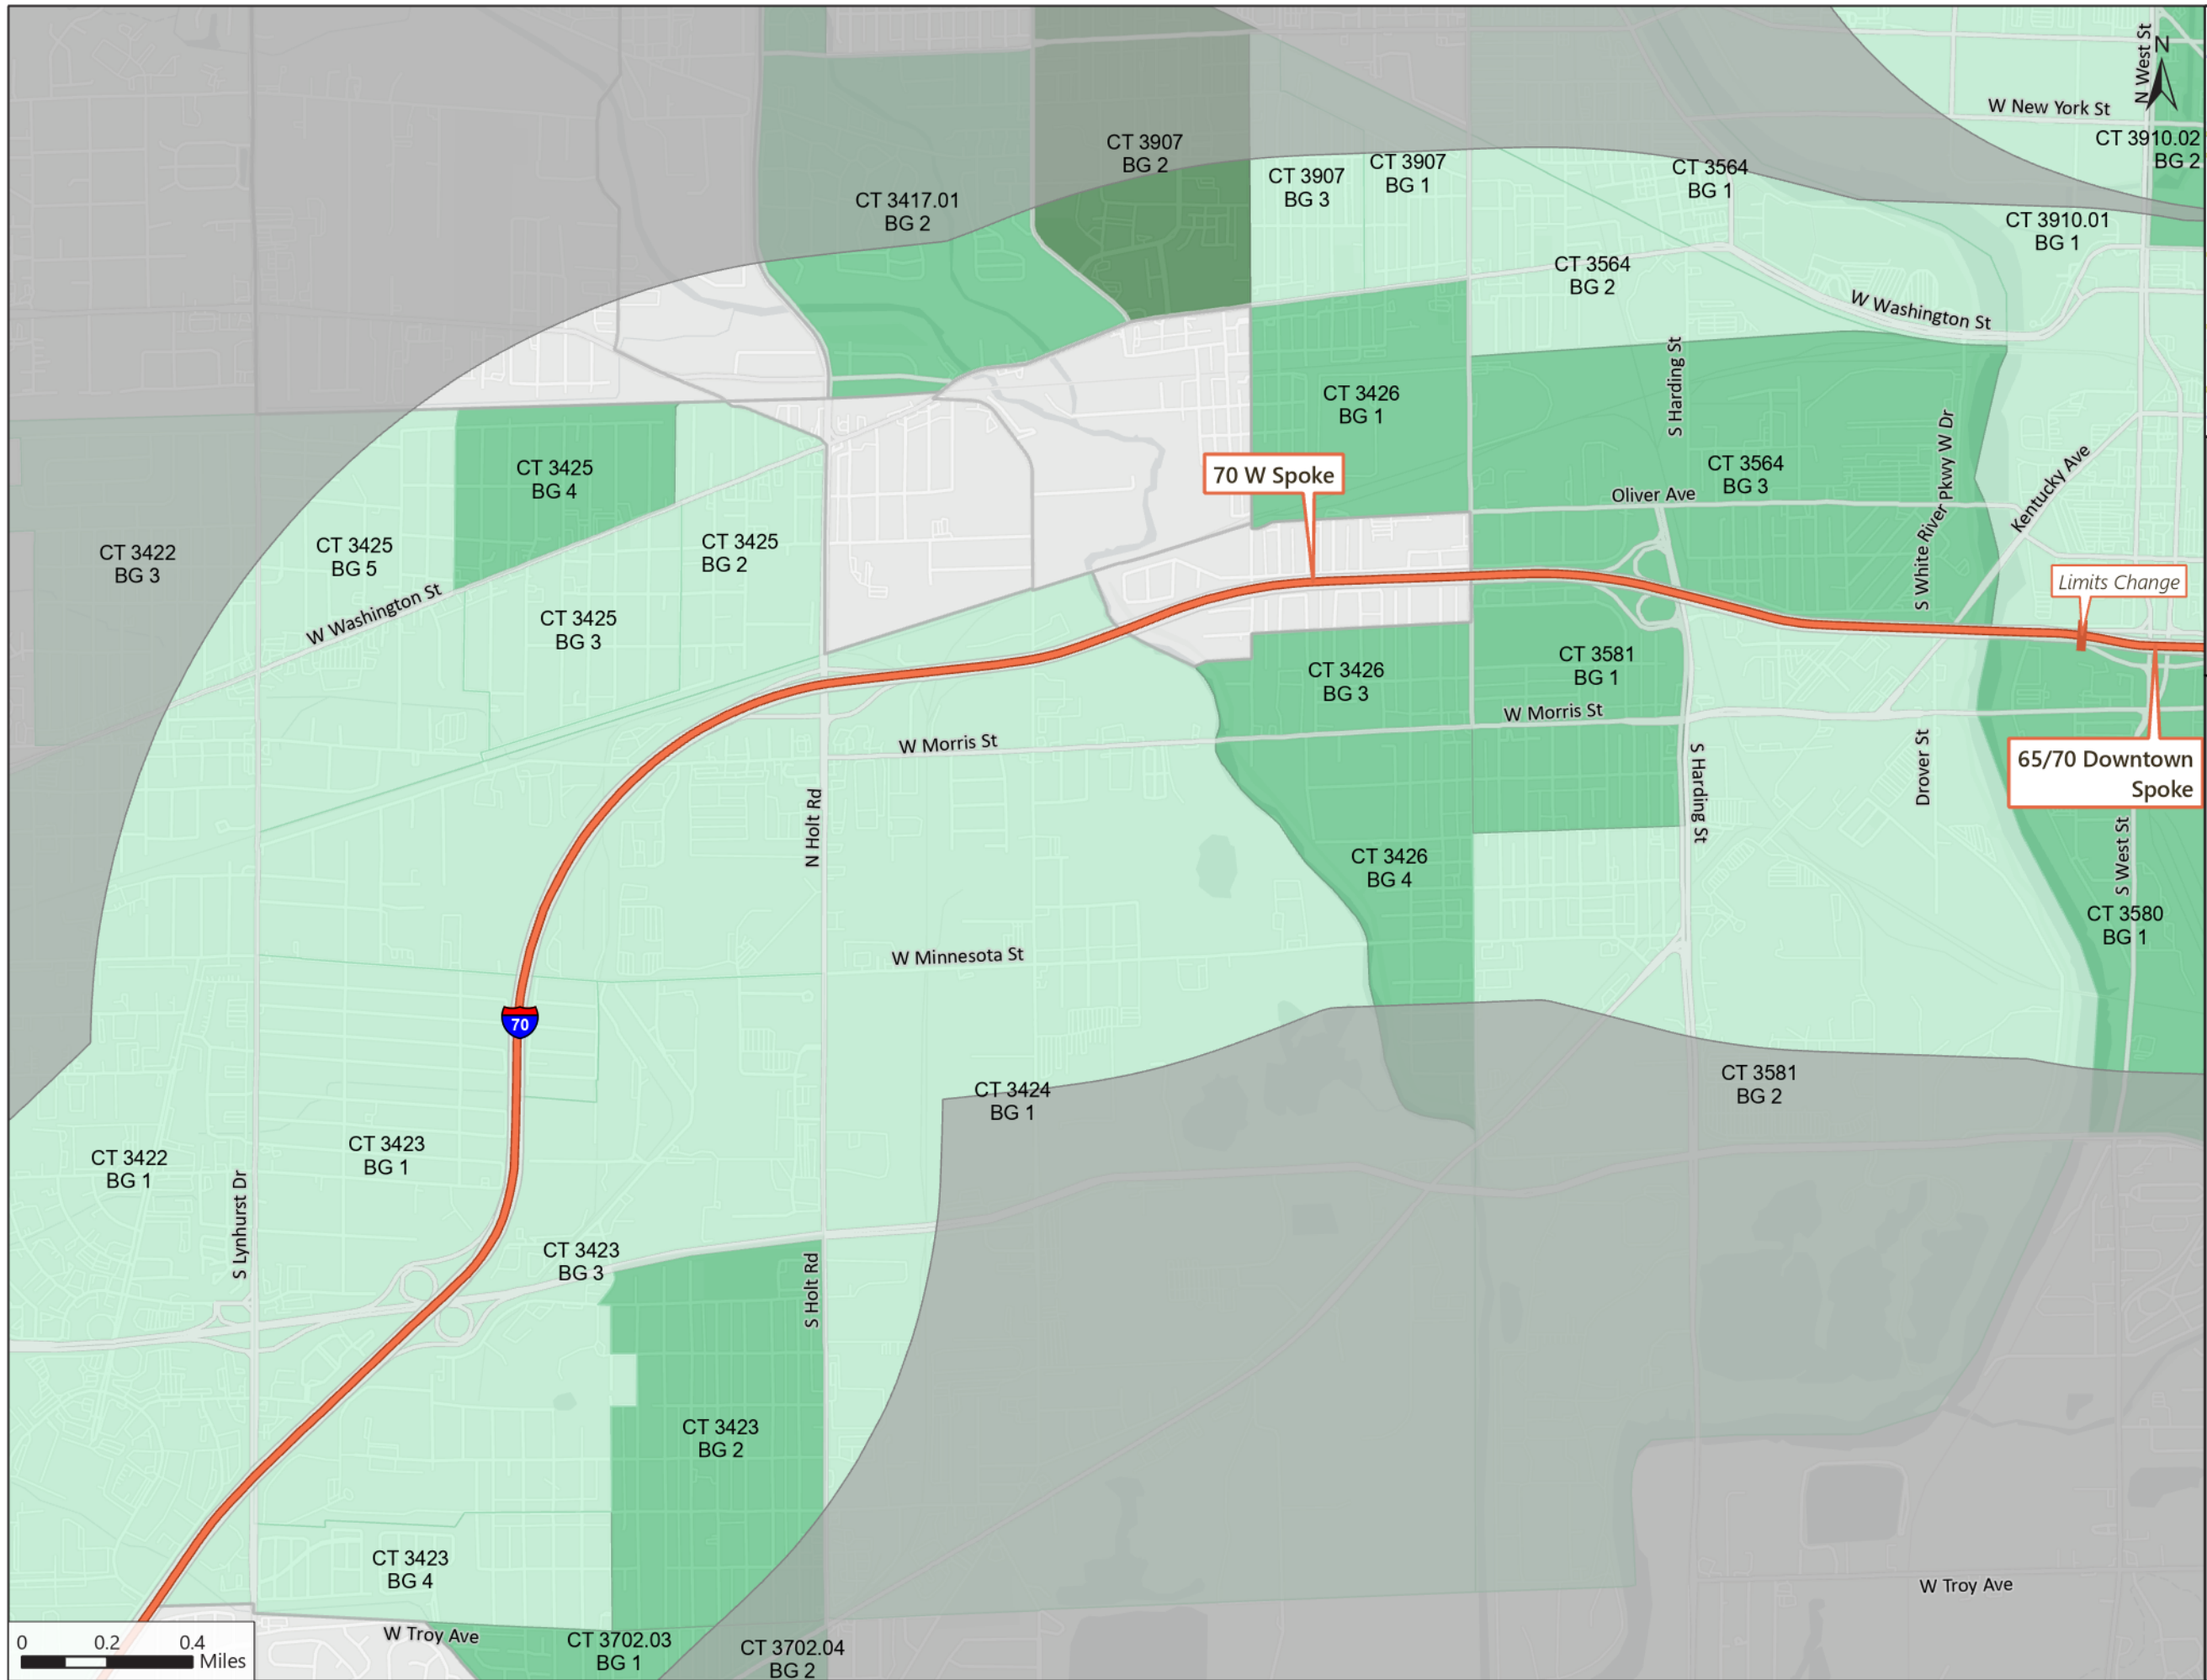 N West St
N
W New York St
CT 3910.02
BG 2
CT 3907
BG 2
CT 3907
BG 3
CT 3907
BG 1
CT 3564
BG 1
CT 3417.01
BG 2
CT 3910.01
BG 1
CT 3564
BG 2
W Washington St
S Harding St
CT 3426
BG 1
CT 3425
BG 4
70 W Spoke
CT 3564
BG 3
Oliver Ave
S White River Pkwy W Dr
Kentucky Ave
CT 3422
BG 3
CT 3425
BG 5
CT 3425
BG 2
Limits Change
W Washington St
CT 3425
BG 3
CT 3426
BG 3
CT 3581
BG 1
W Morris St
W Morris St
65/70 Downtown
Spoke
N Holt Rd
S Harding St
Drover St
CT 3426
BG 4
S West St
CT 3580
BG 1
W Minnesota St
70
CT 3424
BG 1
CT 3581
BG 2
CT 3422
BG 1
CT 3423
BG 1
S Lynhurst Dr
CT 3423
BG 3
S Holt Rd
CT 3423
BG 2
CT 3423
BG 4
W Troy Ave
W Troy Ave
CT 3702.03
BG 1
CT 3702.04
BG 2
0 0.2 0.4
Miles